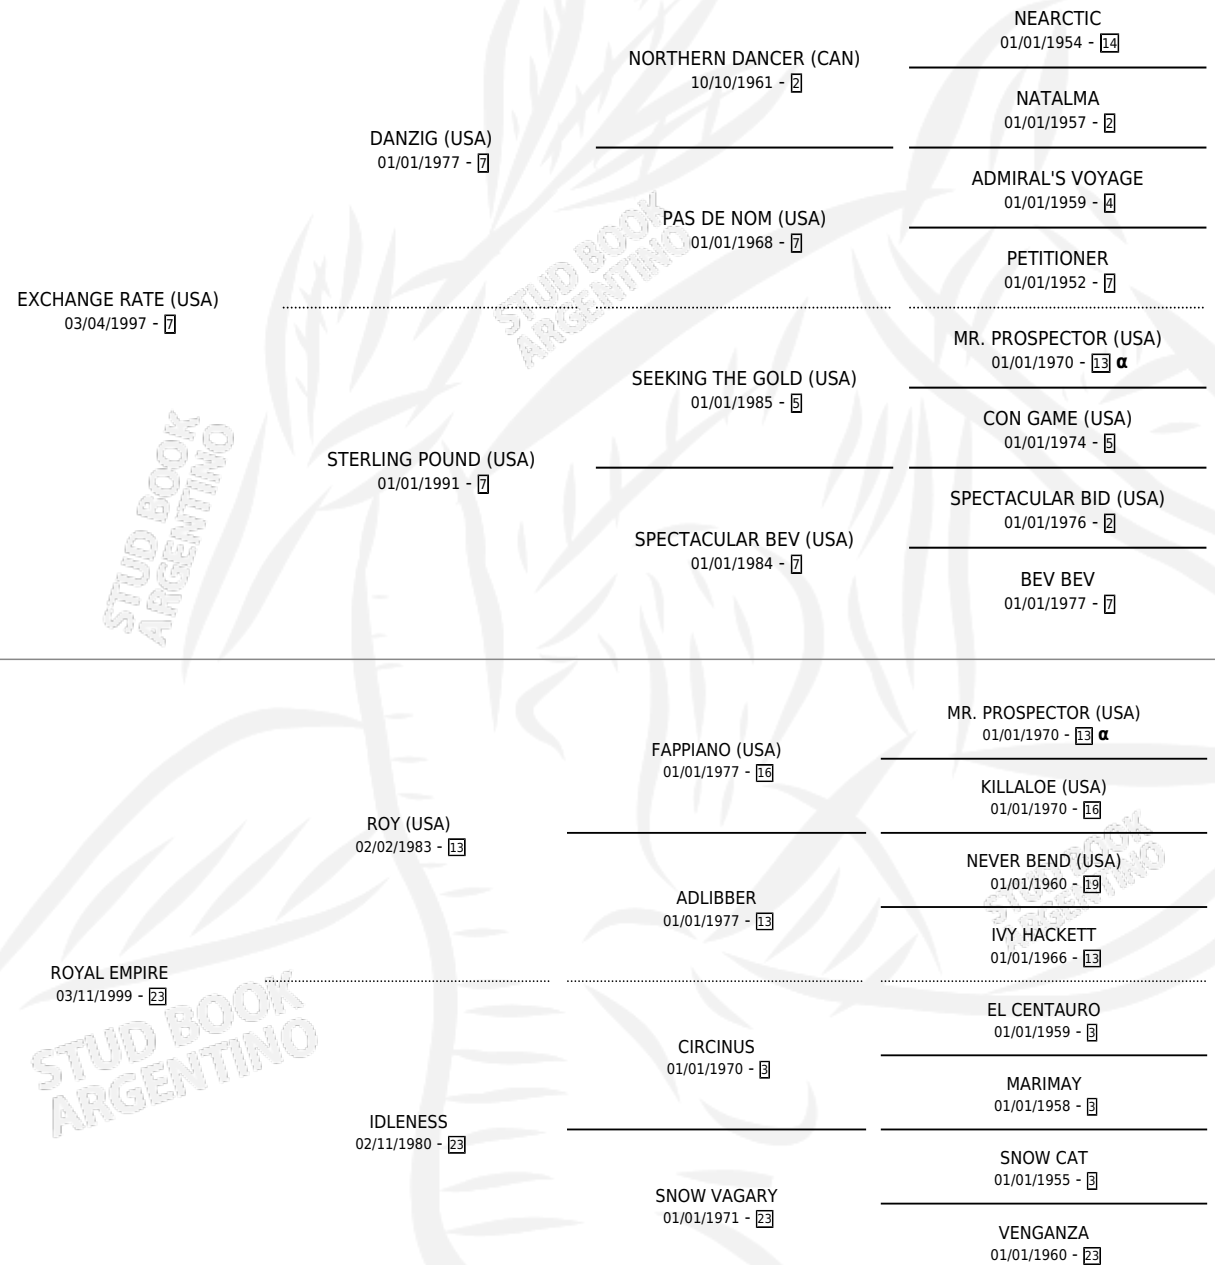 NEARCTIC
01/01/1954 - 14
NORTHERN DANCER (CAN)
10/10/1961 - 2
NATALMA
01/01/1957 - 2
DANZIG (USA)
01/01/1977 - 7
ADMIRAL'S VOYAGE
01/01/1959 - 4
PAS DE NOM (USA)
01/01/1968 - 7
PETITIONER
01/01/1952 - 7
EXCHANGE RATE (USA)
03/04/1997 - 7
MR. PROSPECTOR (USA)
01/01/1970 - 13 α
SEEKING THE GOLD (USA)
01/01/1985 - 5
CON GAME (USA)
01/01/1974 - 5
STERLING POUND (USA)
01/01/1991 - 7
SPECTACULAR BID (USA)
01/01/1976 - 2
SPECTACULAR BEV (USA)
01/01/1984 - 7
BEV BEV
01/01/1977 - 7
MR. PROSPECTOR (USA)
01/01/1970 - 13 α
FAPPIANO (USA)
01/01/1977 - 16
KILLALOE (USA)
01/01/1970 - 16
ROY (USA)
02/02/1983 - 13
NEVER BEND (USA)
01/01/1960 - 19
ADLIBBER
01/01/1977 - 13
IVY HACKETT
01/01/1966 - 13
ROYAL EMPIRE
03/11/1999 - 23
EL CENTAURO
01/01/1959 - 3
CIRCINUS
01/01/1970 - 3
MARIMAY
01/01/1958 - 3
IDLENESS
02/11/1980 - 23
SNOW CAT
01/01/1955 - 3
SNOW VAGARY
01/01/1971 - 23
VENGANZA
01/01/1960 - 23
STUD BOOK
ARGENTINO
STUD BOOK
ARGENTINO
STUD BOOK
ARGENTINO
STUD BOOK
ARGENTINO